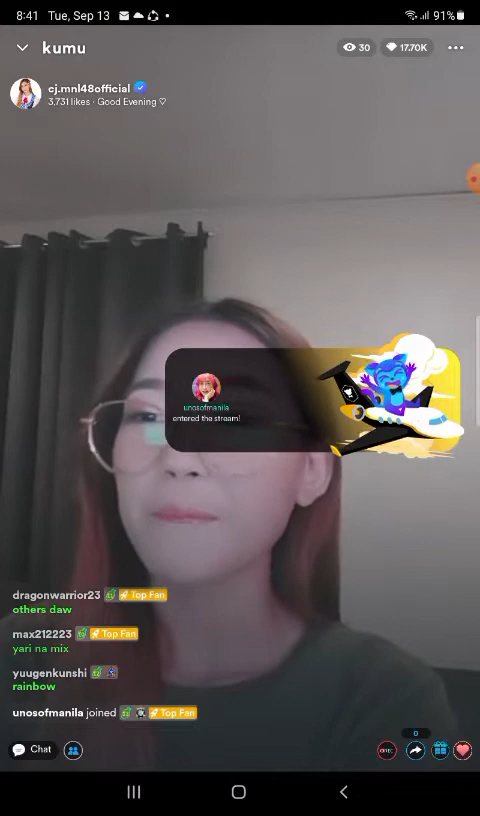 8:41 Tue, Sep 13 91%
kumu
30
17.70K
cj.mnl48official
3,731 likes · Good Evening ♡
unosofmanila
entered the stream!
dragonwarrior23 Top Fan
others daw
max212223 Top Fan
yari na mix
yuugenkunshi
rainbow
unosofmanila joined Top Fan
0
Chat